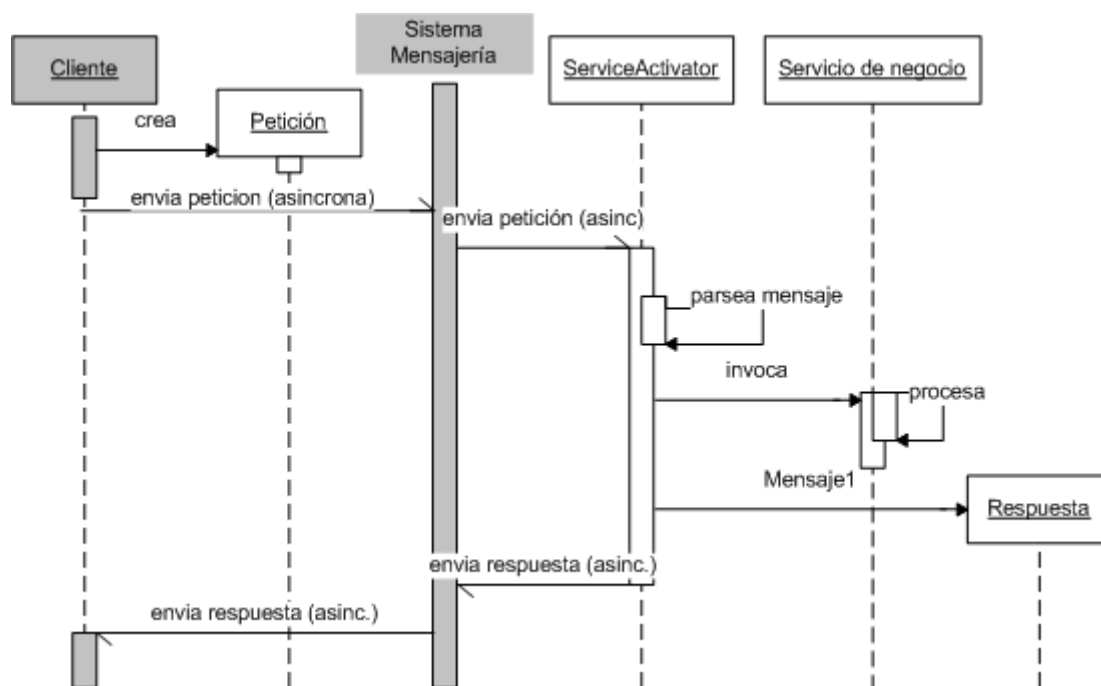 Sistema
Mensajería
Cliente
ServiceActivator
Servicio de negocio
crea
Petición
envia peticion (asincrona)
envia petición (asinc)
parsea mensaje
invoca
procesa
Mensaje1
Respuesta
envia respuesta (asinc.)
envia respuesta (asinc.)